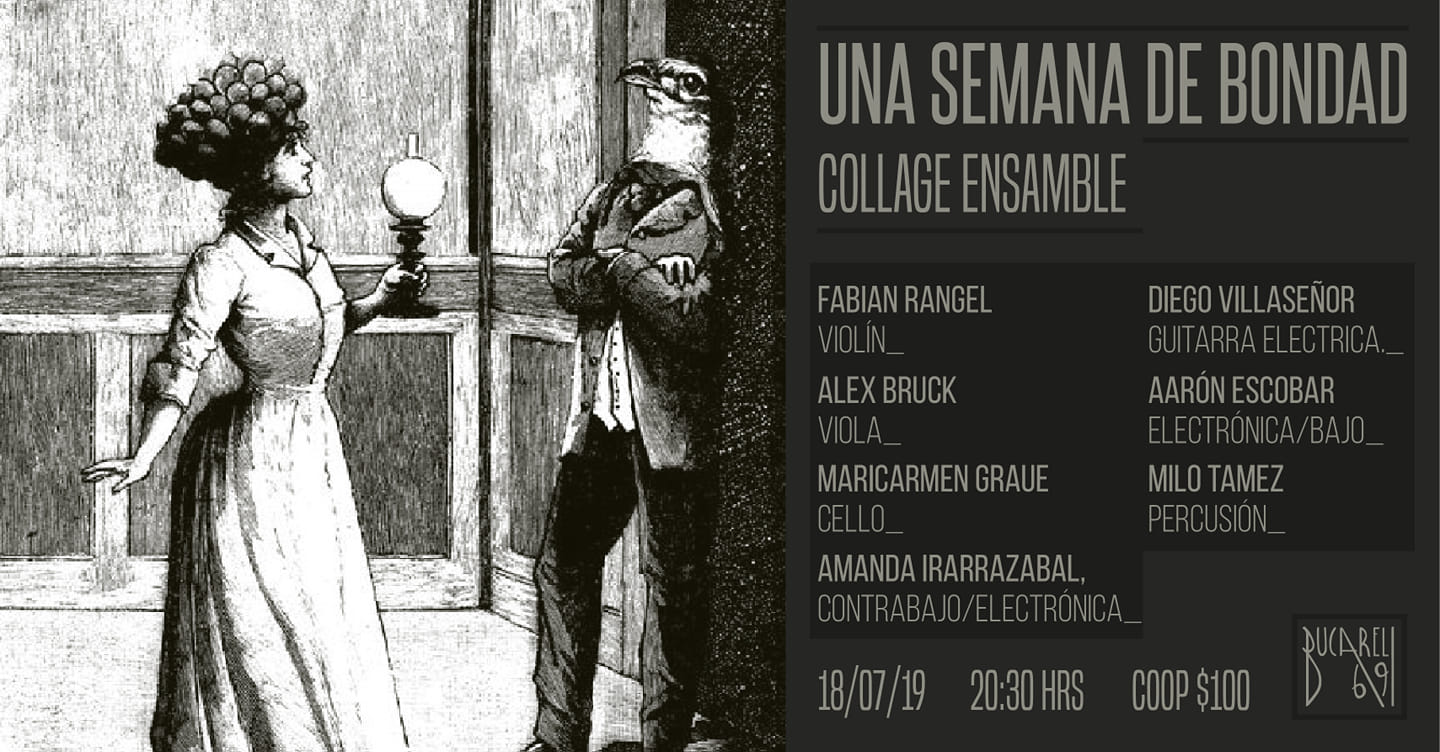 UNA SEMANA DE BONDAD
COLLAGE ENSAMBLE
FABIAN RANGEL
VIOLÍN_
ALEX BRUCK
VIOLA_
MARICARMEN GRAUE
CELLO_
AMANDA IRARRAZABAL,
CONTRABAJO/ELECTRÓNICA_
DIEGO VILLASEÑOR
GUITARRA ELECTRICA._
AARÓN ESCOBAR
ELECTRÓNICA/BAJO_
MILO TAMEZ
PERCUSIÓN_
18/07/19 20:30 HRS COOP $100
BUCARELI
69